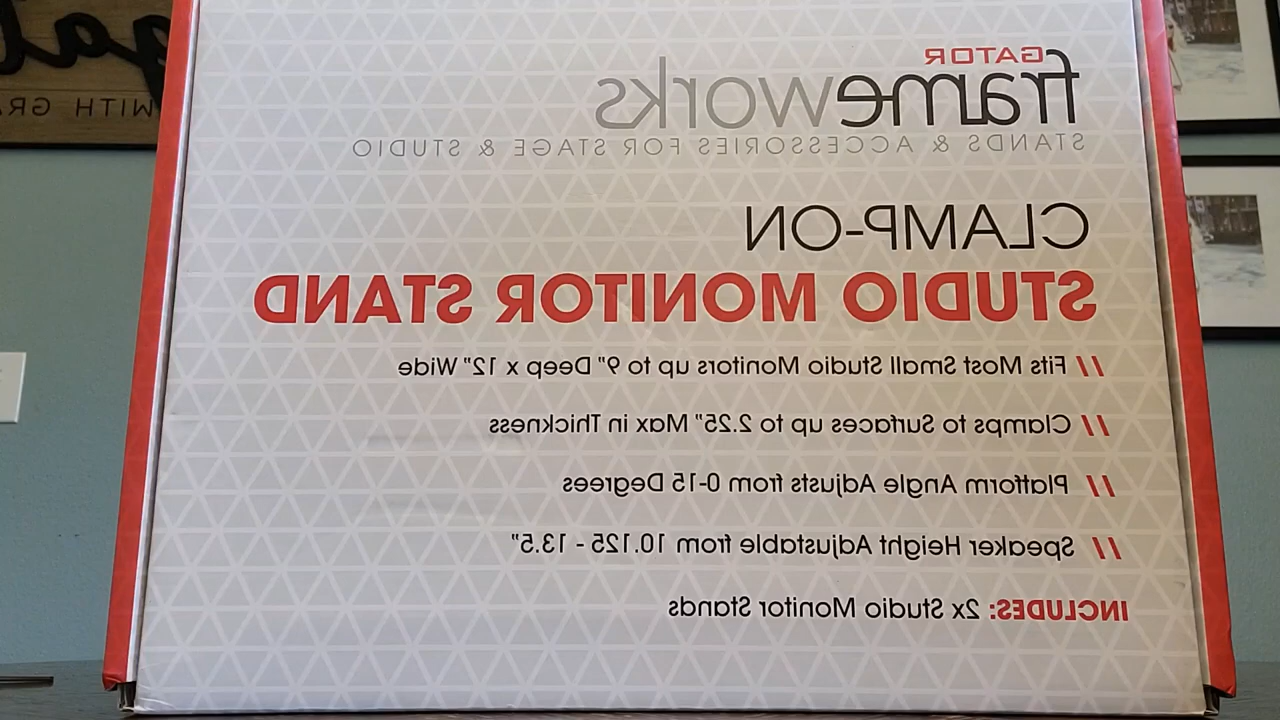 GATOR
frameworks
STANDS & ACCESSORIES FOR STAGE & STUDIO
CLAMP-ON
STUDIO MONITOR STAND
// Fits Most Small Studio Monitors up to 9" Deep x 12" Wide
// Clamps to Surfaces up to 2.25" Max in Thickness
// Platform Angle Adjusts from 0-15 Degrees
// Speaker Height Adjustable from 10.125 - 13.5"
INCLUDES: 2x Studio Monitor Stands
WITH